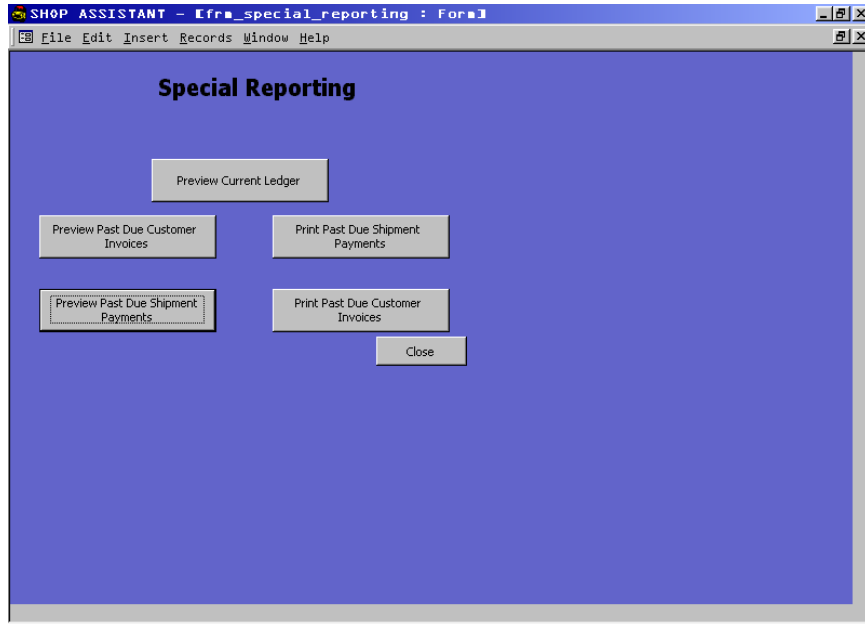 SHOP ASSISTANT - [frm_special_reporting : Form]
File Edit Insert Records Window Help
Special Reporting
Preview Current Ledger
Preview Past Due Customer
Invoices
Print Past Due Shipment
Payments
Preview Past Due Shipment
Payments
Print Past Due Customer
Invoices
Close